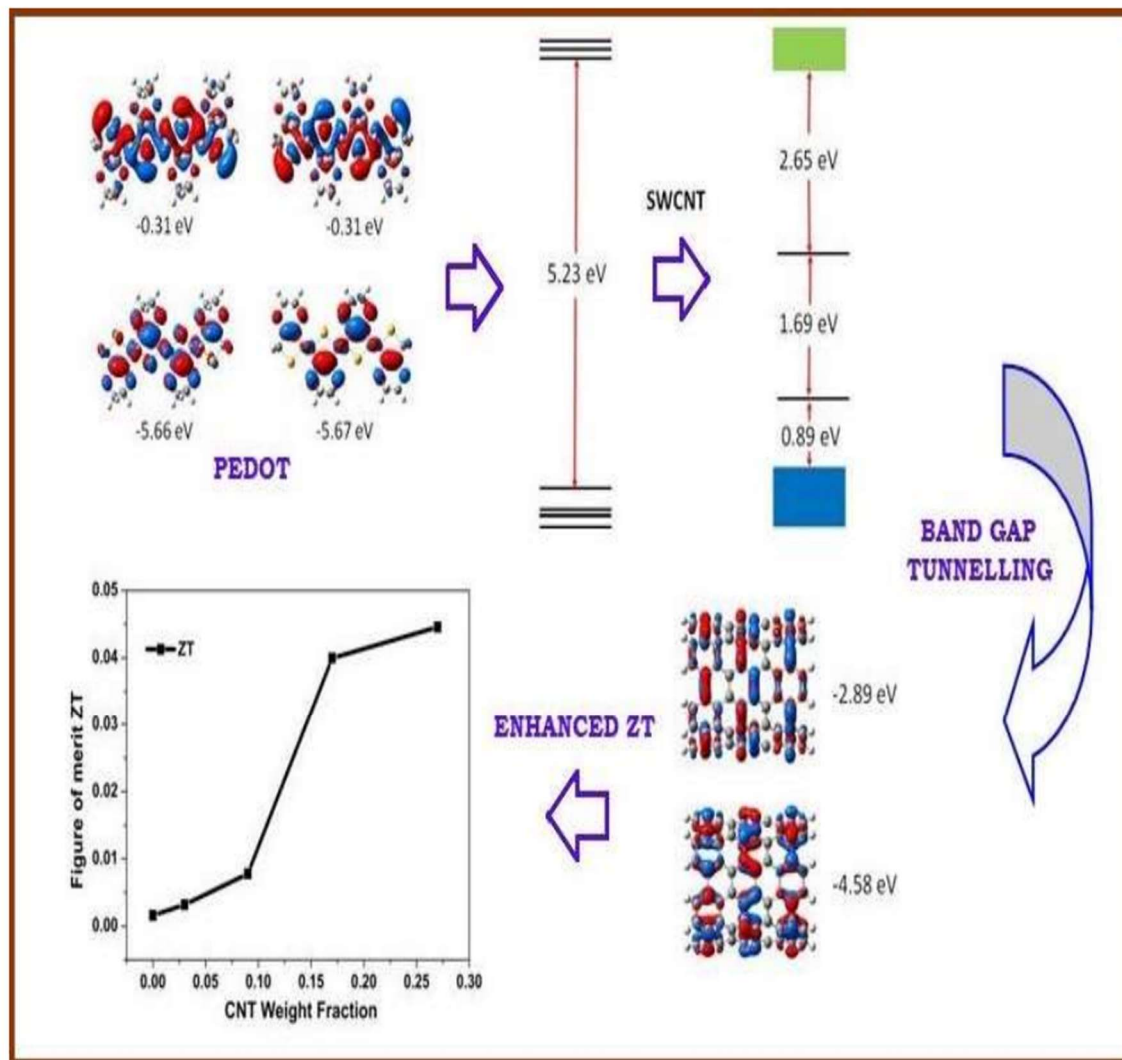 -0.31 eV
-0.31 eV
-5.66 eV
-5.67 eV
PEDOT
5.23 eV
SWCNT
2.65 eV
1.69 eV
0.89 eV
BAND GAP
TUNNELLING
-2.89 eV
-4.58 eV
ENHANCED ZT
0.05
0.04
0.03
0.02
0.01
0.00
Figure of merit ZT
ZT
0.00 0.05 0.10 0.15 0.20 0.25 0.30
CNT Weight Fraction